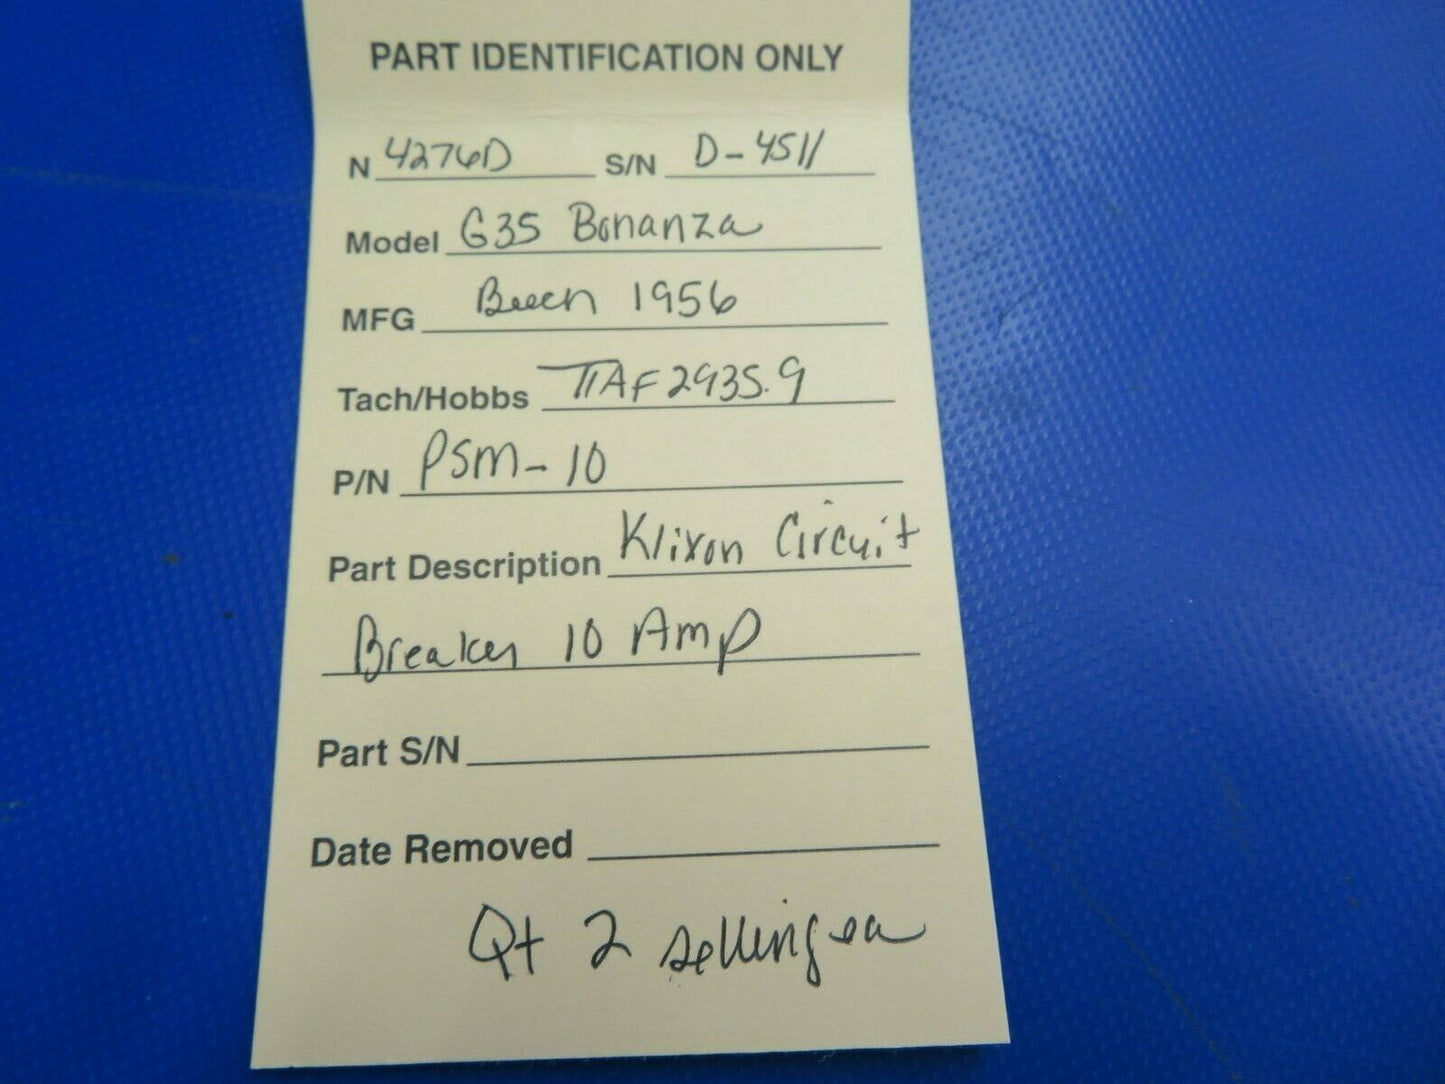 PART IDENTIFICATION ONLY
N 4276D S/N D-4511
Model G35 Bonanza
MFG Beech 1956
Tach/Hobbs TTAF 2935.9
P/N PSM-10
Part Description Klixon Circuit
Breaker 10 Amp
Part S/N
Date Removed
Qt 2 selling ea